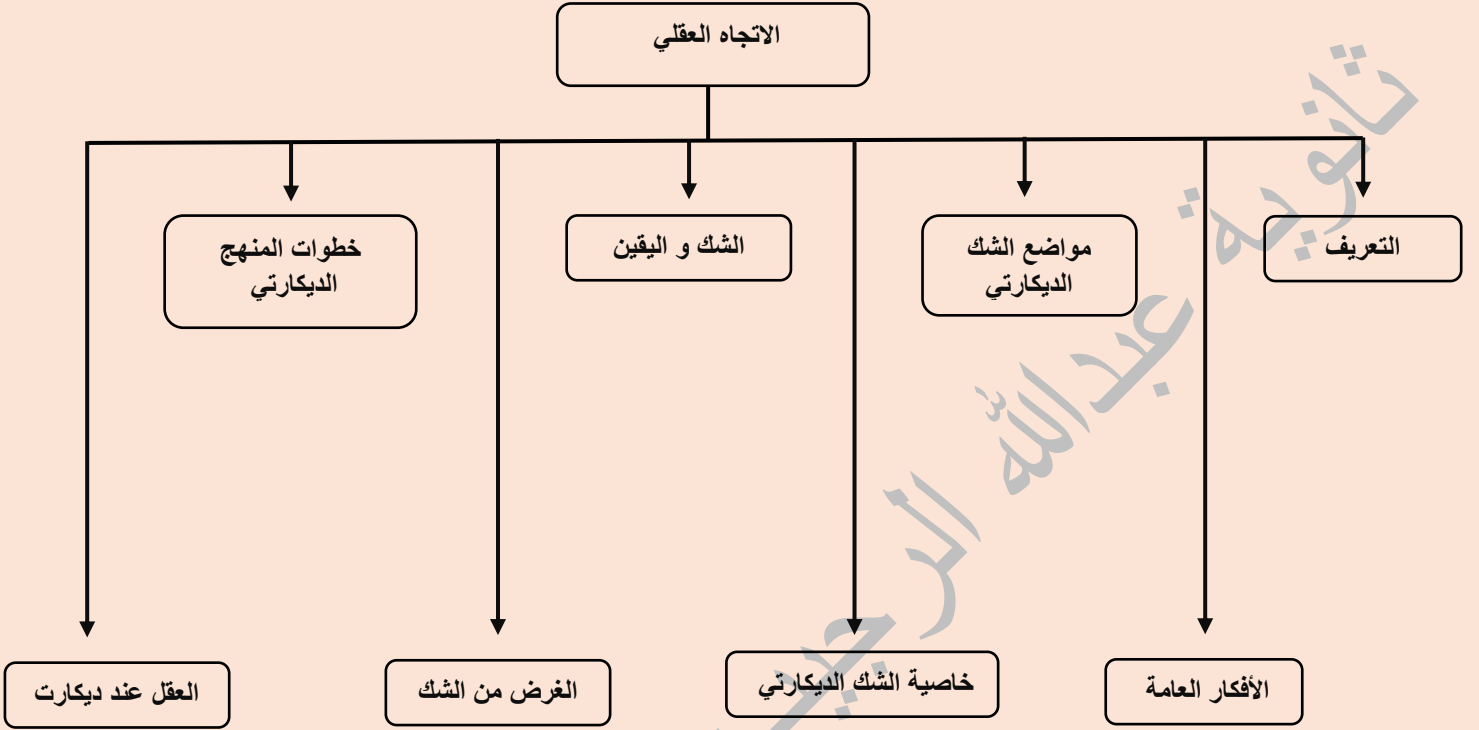 الاتجاه العقلي
التعريف
مواضع الشك
الديكارتي
الشك و اليقين
خطوات المنهج
الديكارتي
الأفكار العامة
خاصية الشك الديكارتي
الغرض من الشك
العقل عند ديكارت
ثانوية عبدالله الرجيب